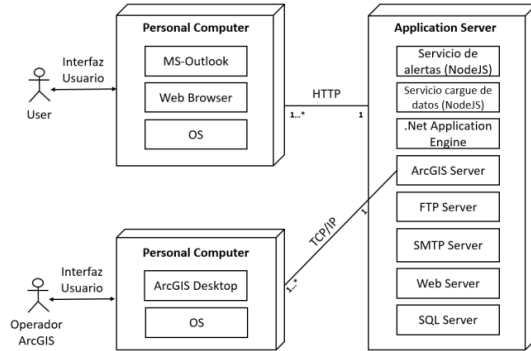 Personal Computer
MS-Outlook
Web Browser
OS
Interfaz
Usuario
User
HTTP
1...*
1
Application Server
Servicio de
alertas (NodeJS)
Servicio cargue de
datos (NodeJS)
.Net Application
Engine
ArcGIS Server
FTP Server
SMTP Server
Web Server
SQL Server
TCP/IP
1
1...*
Personal Computer
ArcGIS Desktop
OS
Interfaz
Usuario
Operador
ArcGIS